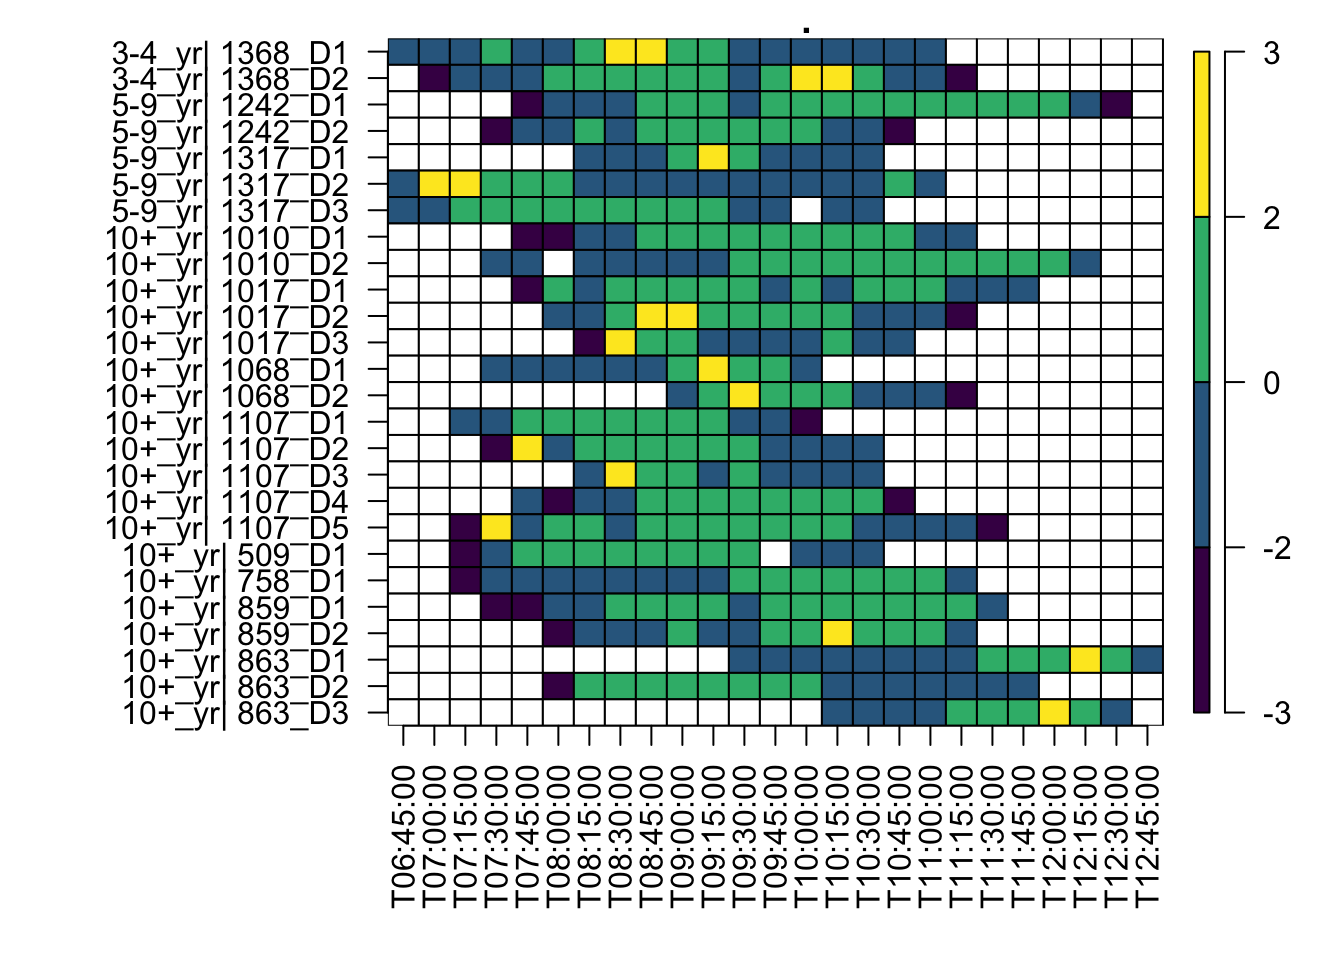 .
3-4_yr| 1368_D1
3-4_yr| 1368_D2
5-9_yr| 1242_D1
5-9_yr| 1242_D2
5-9_yr| 1317_D1
5-9_yr| 1317_D2
5-9_yr| 1317_D3
10+_yr| 1010_D1
10+_yr| 1010_D2
10+_yr| 1017_D1
10+_yr| 1017_D2
10+_yr| 1017_D3
10+_yr| 1068_D1
10+_yr| 1068_D2
10+_yr| 1107_D1
10+_yr| 1107_D2
10+_yr| 1107_D3
10+_yr| 1107_D4
10+_yr| 1107_D5
10+_yr| 509_D1
10+_yr| 758_D1
10+_yr| 859_D1
10+_yr| 859_D2
10+_yr| 863_D1
10+_yr| 863_D2
10+_yr| 863_D3
T06:45:00
T07:00:00
T07:15:00
T07:30:00
T07:45:00
T08:00:00
T08:15:00
T08:30:00
T08:45:00
T09:00:00
T09:15:00
T09:30:00
T09:45:00
T10:00:00
T10:15:00
T10:30:00
T10:45:00
T11:00:00
T11:15:00
T11:30:00
T11:45:00
T12:00:00
T12:15:00
T12:30:00
T12:45:00
3
2
0
-2
-3